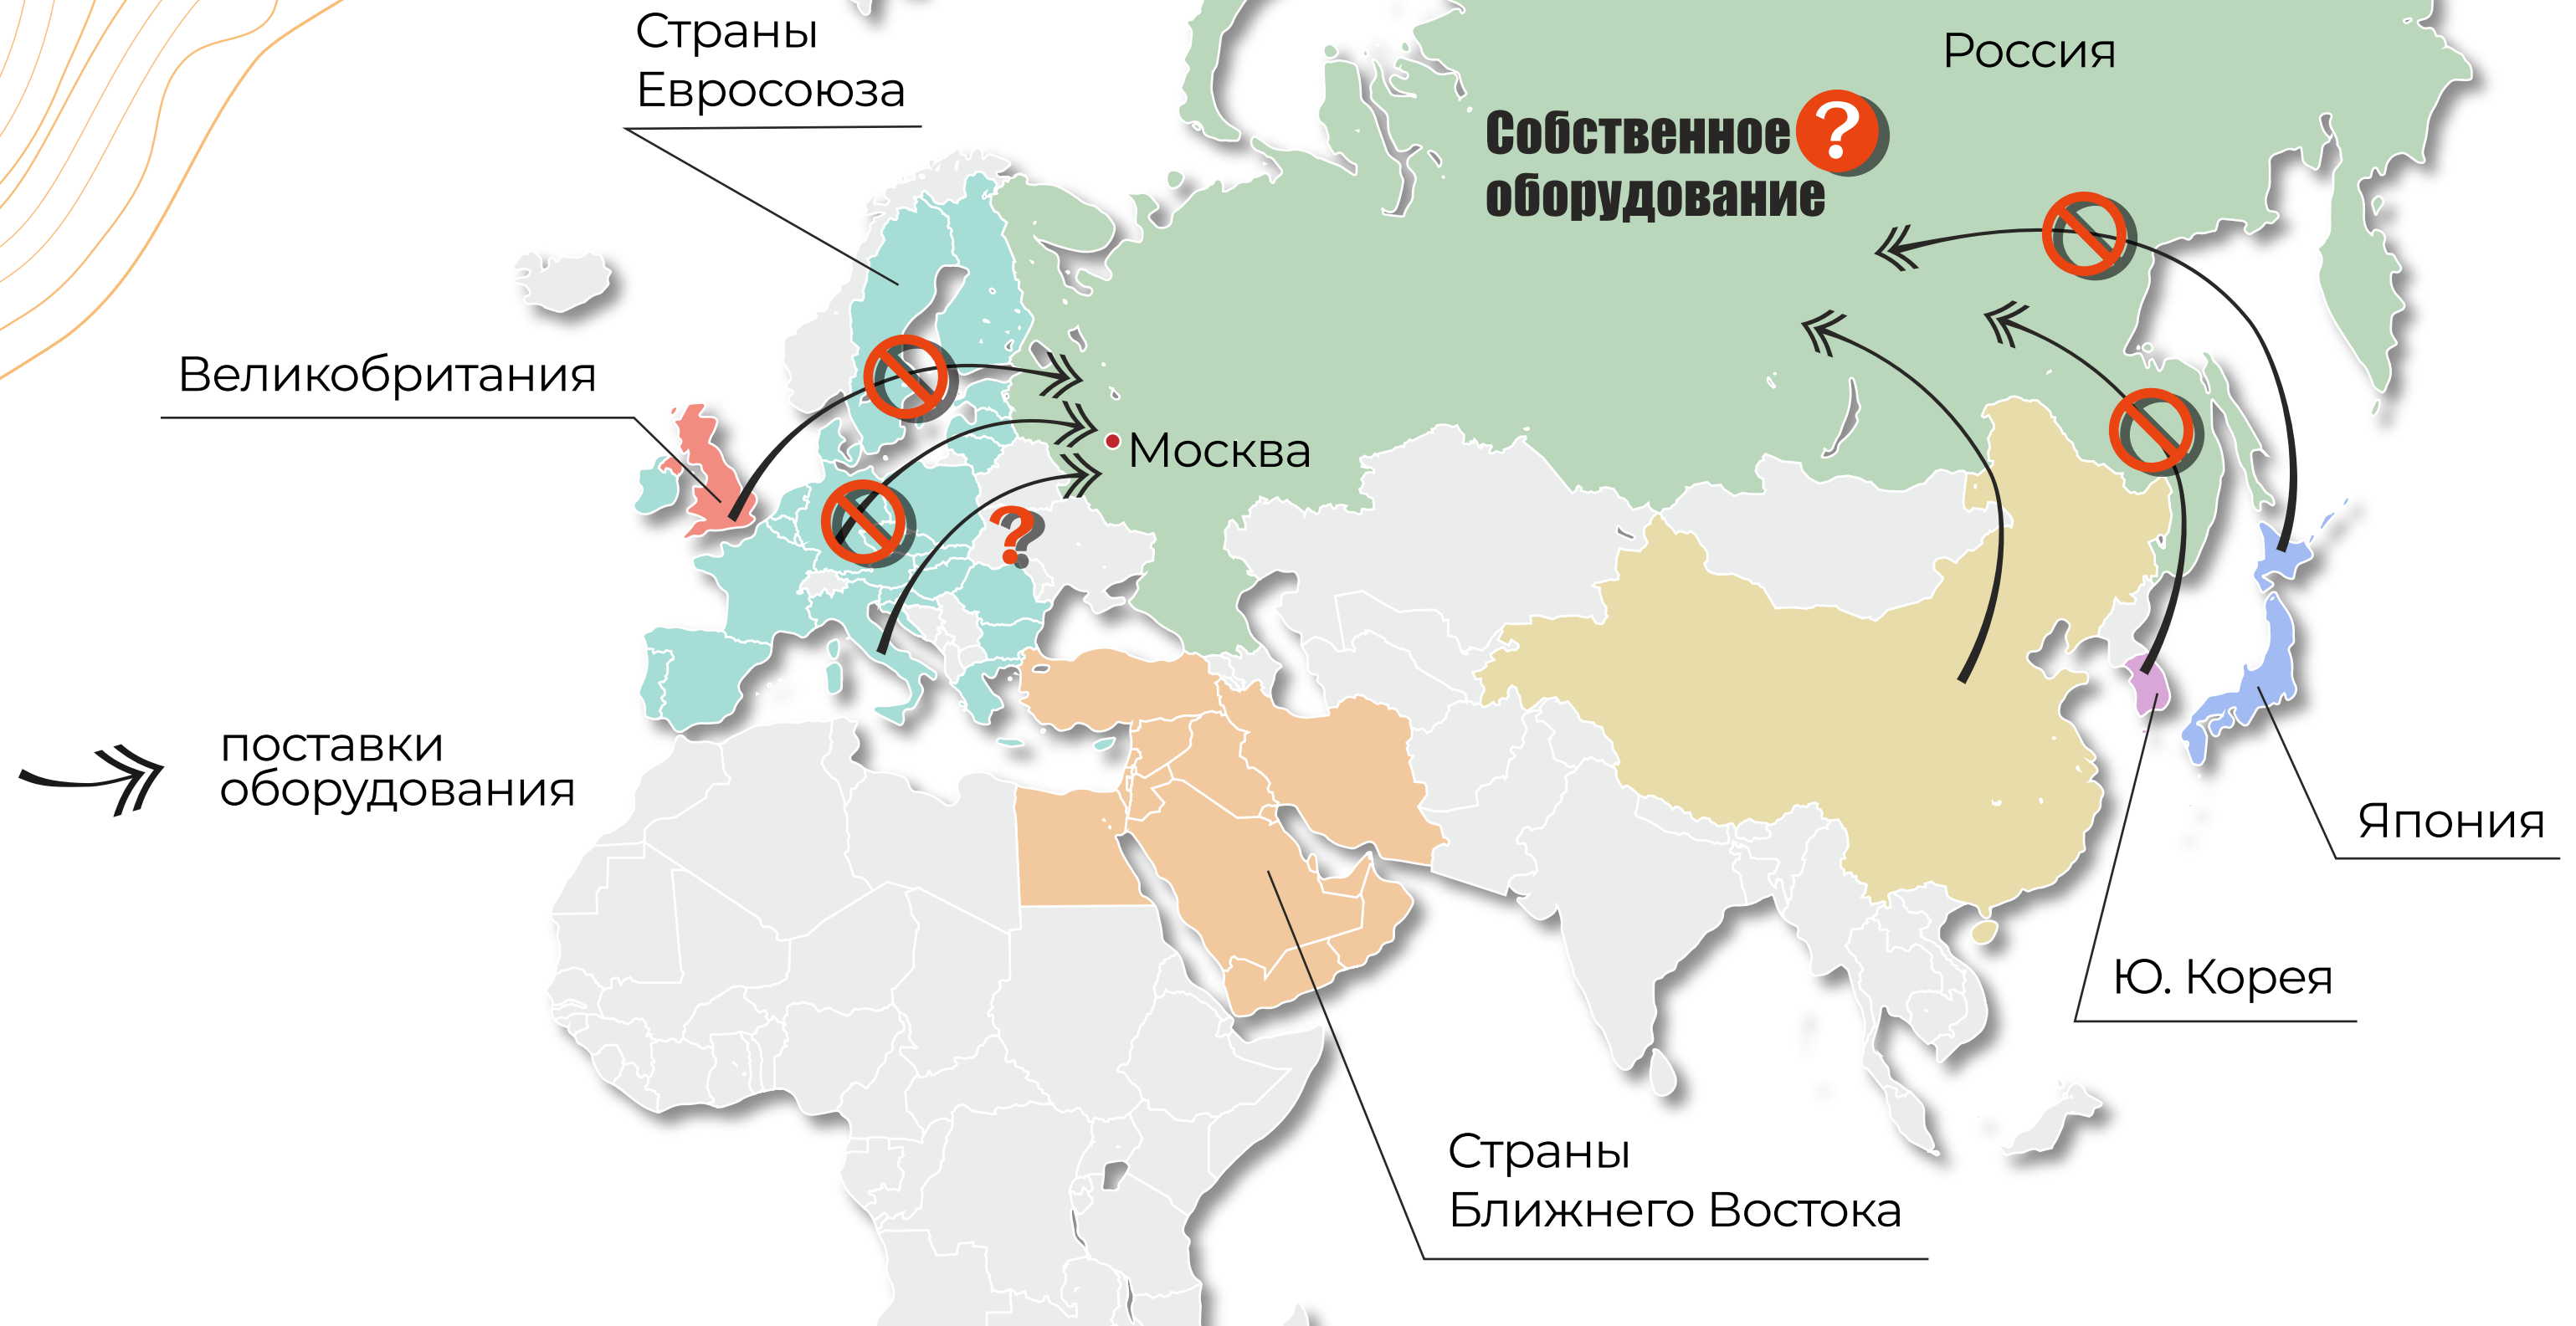 Страны
Евросоюза
Россия
Собственное ?
оборудование
Великобритания
Москва
?
поставки
оборудования
Япония
Ю. Корея
Страны
Ближнего Востока